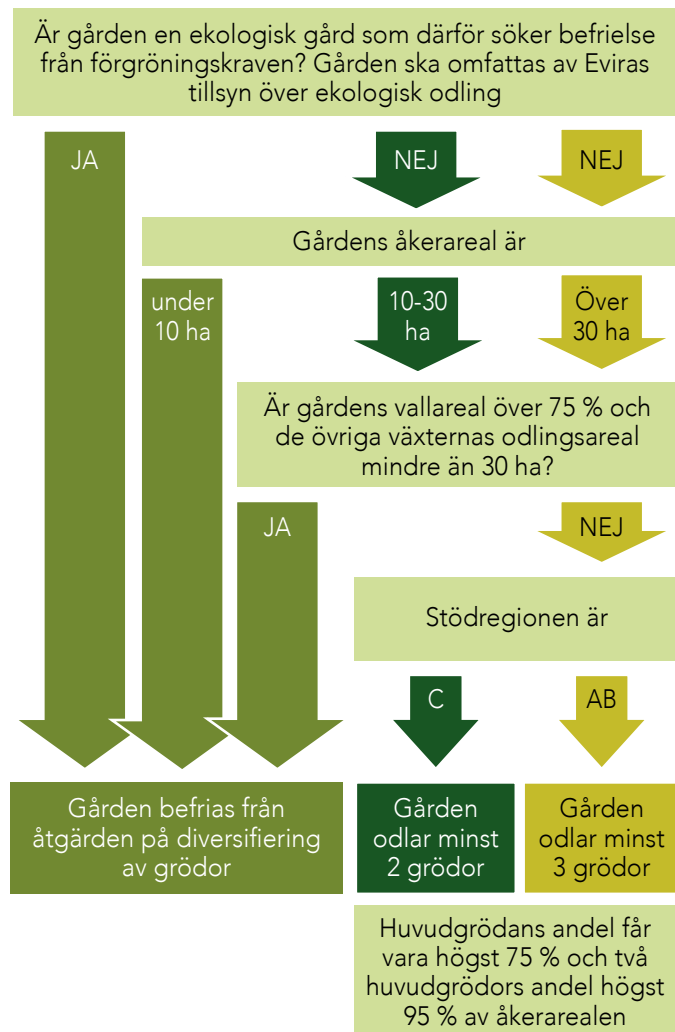 Är gården en ekologisk gård som därför söker befrielse
från förgröningskraven? Gården ska omfattas av Eviras
tillsyn över ekologisk odling
JA
NEJ
NEJ
Gårdens åkerareal är
under
10 ha
10-30
ha
Över
30 ha
Är gårdens vallareal över 75 % och
de övriga växternas odlingsareal
mindre än 30 ha?
JA
NEJ
Stödregionen är
C
AB
Gården befrias från
åtgärden på diversifiering
av grödor
Gården
odlar minst
2 grödor
Gården
odlar minst
3 grödor
Huvudgrödans andel får
vara högst 75 % och två
huvudgrödors andel högst
95 % av åkerarealen